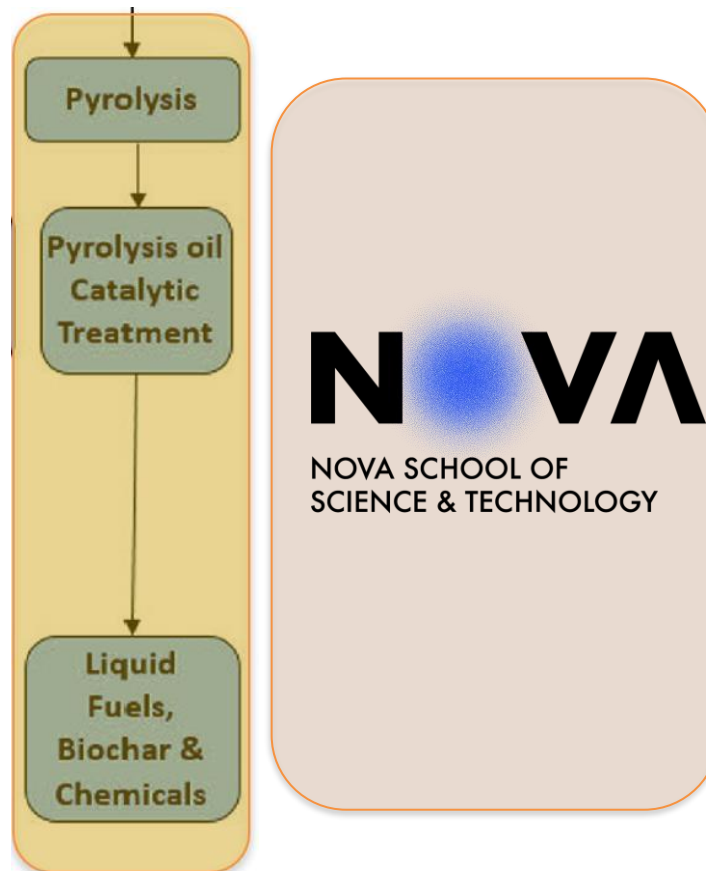 Pyrolysis
Pyrolysis oil
Catalytic
Treatment
Liquid
Fuels,
Biochar &
Chemicals
NOVA
NOVA SCHOOL OF
SCIENCE & TECHNOLOGY